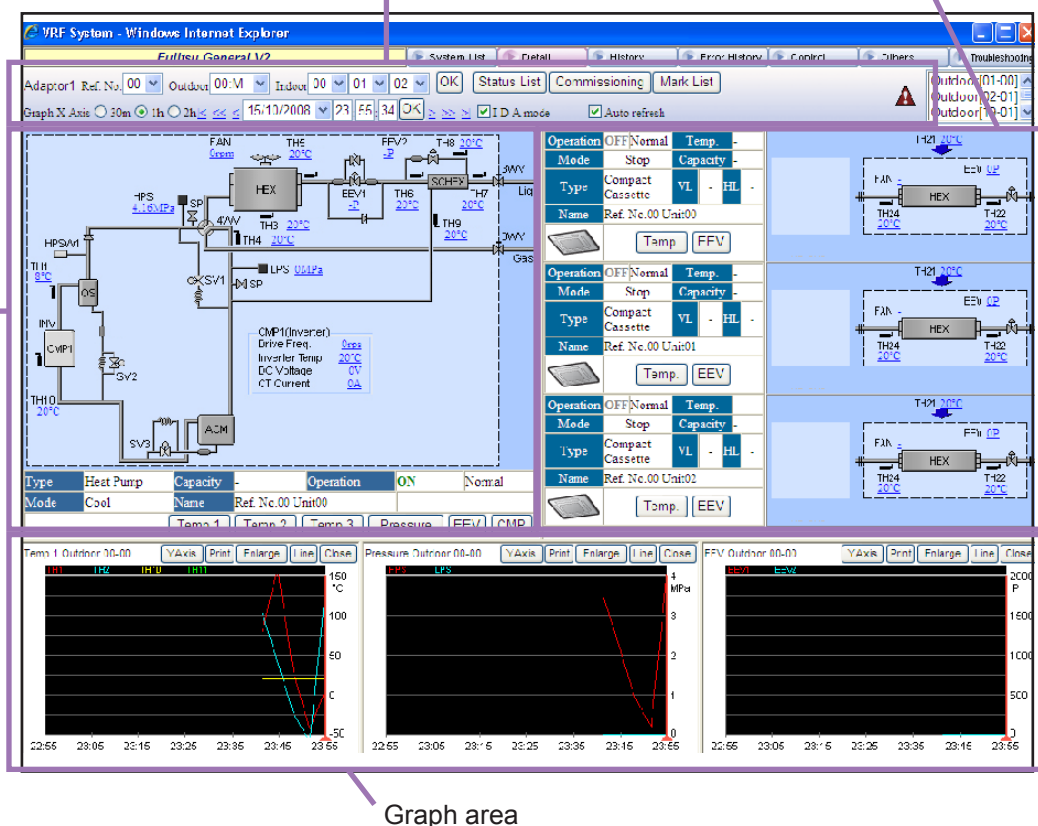 VRF System - Windows Internet Explorer
Fujitsu General V2 System List Detail History Error History Control Others Troubleshooting
Adaptor1 Ref. No. 00 Outdoor 00:M Indoor 00 01 02 OK Status List Commissioning Mark List
Outdoor[01-00]
Outdoor[02-01]
Outdoor[10-01]
Graph X Axis 30m 1h 2h |< << < 15/10/2008 23 : 55 : 34 OK > >> >| I D A mode Auto refresh
FAN
0rpm
TH5
20°C
EEV2
-P
TH8 20°C
3WV
Liq
HPS
4.16MPa
SP
HEX
EEV1
-P
TH6
20°C
SCHEX
TH7
20°C
4WV
TH3 20°C
TH4 20°C
TH9
20°C
3WV
Gas
HPSW1
TH1
8°C
OS
SV1
LPS 0MPa
SP
INV
CMP1
SV2
CMP1(Inverter)
Drive Freq. 0rps
Inverter Temp 20°C
DC Voltage 0V
CT Current 0A
TH10
20°C
SV3
ACM
Type Heat Pump Capacity - Operation ON Normal
Mode Cool Name Ref. No.00 Unit00
Temp 1 Temp 2 Temp 3 Pressure EEV CMP
Operation OFF Normal Temp. -
Mode Stop Capacity -
Type Compact Cassette VL - HL -
Name Ref. No.00 Unit00
Temp EEV
TH21 20°C
FAN -
EEV 0P
HEX
TH24
20°C
TH22
20°C
Operation OFF Normal Temp. -
Mode Stop Capacity -
Type Compact Cassette VL - HL -
Name Ref. No.00 Unit01
Temp. EEV
TH21 20°C
FAN -
EEV 0P
HEX
TH24
20°C
TH22
20°C
Operation OFF Normal Temp. -
Mode Stop Capacity -
Type Compact Cassette VL - HL -
Name Ref. No.00 Unit02
Temp. EEV
TH21 20°C
FAN -
EEV 0P
HEX
TH24
20°C
TH22
20°C
Temp 1 Outdoor 00-00 YAxis Print Enlarge Line Close
TH1 TH2 TH10 TH11
150
°C
100
50
0
-50
22:55 23:05 23:15 23:25 23:35 23:45 23:55
Pressure Outdoor 00-00 YAxis Print Enlarge Line Close
HPS LPS
4
MPa
3
2
1
0
22:55 23:05 23:15 23:25 23:35 23:45 23:55
EEV Outdoor 00-00 YAxis Print Enlarge Line Close
EEV1 EEV2
2000
P
1500
1000
500
0
22:55 23:05 23:15 23:25 23:35 23:45 23:55
Graph area